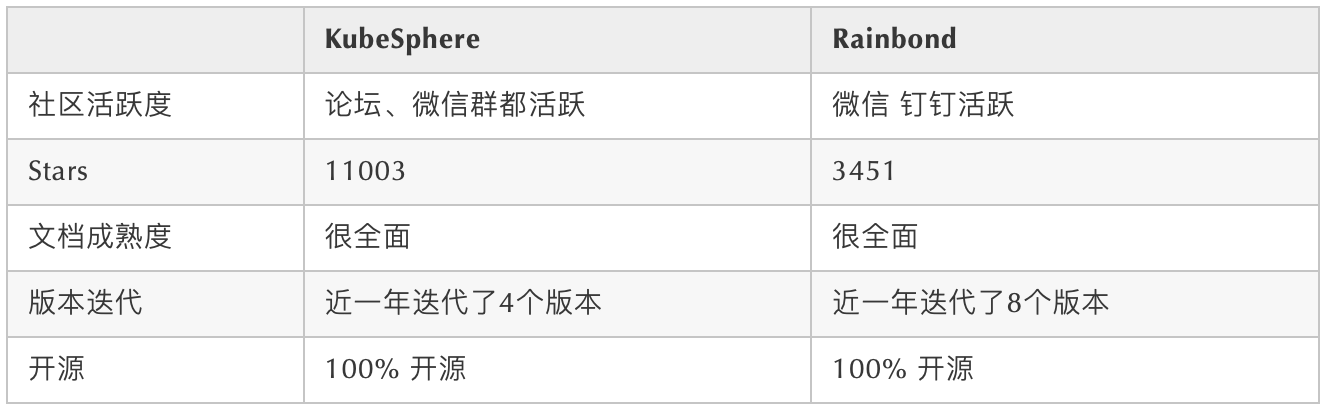 KubeSphere Rainbond
社区活跃度 论坛、微信群都活跃 微信 钉钉活跃
Stars 11003 3451
文档成熟度 很全面 很全面
版本迭代 近一年迭代了4个版本 近一年迭代了8个版本
开源 100% 开源 100% 开源